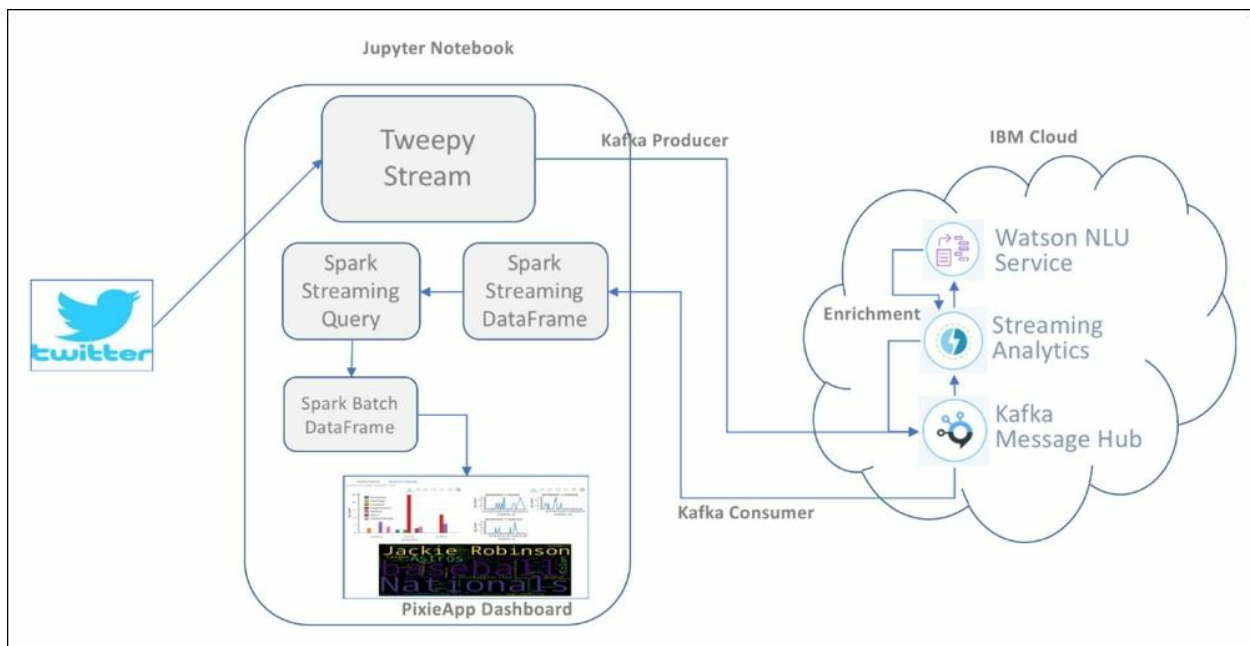 Jupyter Notebook
Tweepy
Stream
Kafka Producer
IBM Cloud
Watson NLU
Service
Spark
Streaming
Query
Spark
Streaming
DataFrame
Enrichment
Streaming
Analytics
twitter
Spark Batch
DataFrame
Kafka
Message Hub
Kafka Consumer
Jackie Robinson
Astros
baseball
Nationals
PixieApp Dashboard